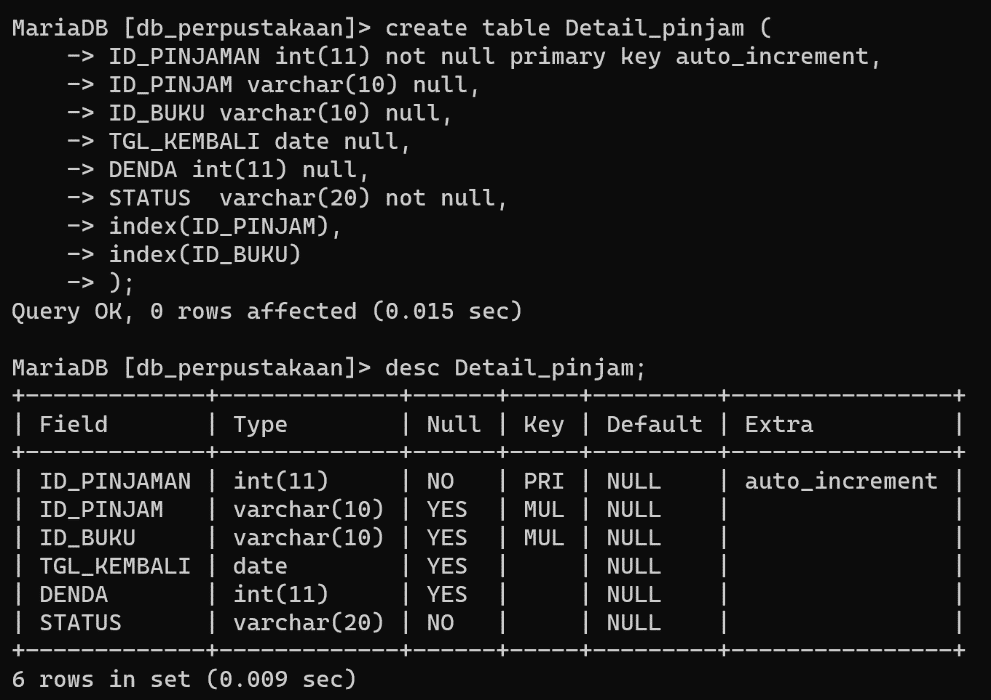 MariaDB [db_perpustakaan]> create table Detail_pinjam (
    -> ID_PINJAMAN int(11) not null primary key auto_increment,
    -> ID_PINJAM varchar(10) null,
    -> ID_BUKU varchar(10) null,
    -> TGL_KEMBALI date null,
    -> DENDA int(11) null,
    -> STATUS  varchar(20) not null,
    -> index(ID_PINJAM),
    -> index(ID_BUKU)
    -> );
Query OK, 0 rows affected (0.015 sec)

MariaDB [db_perpustakaan]> desc Detail_pinjam;
+-------------+-------------+------+-----+---------+----------------+
| Field       | Type        | Null | Key | Default | Extra          |
+-------------+-------------+------+-----+---------+----------------+
| ID_PINJAMAN | int(11)     | NO   | PRI | NULL    | auto_increment |
| ID_PINJAM   | varchar(10) | YES  | MUL | NULL    |                |
| ID_BUKU     | varchar(10) | YES  | MUL | NULL    |                |
| TGL_KEMBALI | date        | YES  |     | NULL    |                |
| DENDA       | int(11)     | YES  |     | NULL    |                |
| STATUS      | varchar(20) | NO   |     | NULL    |                |
+-------------+-------------+------+-----+---------+----------------+
6 rows in set (0.009 sec)